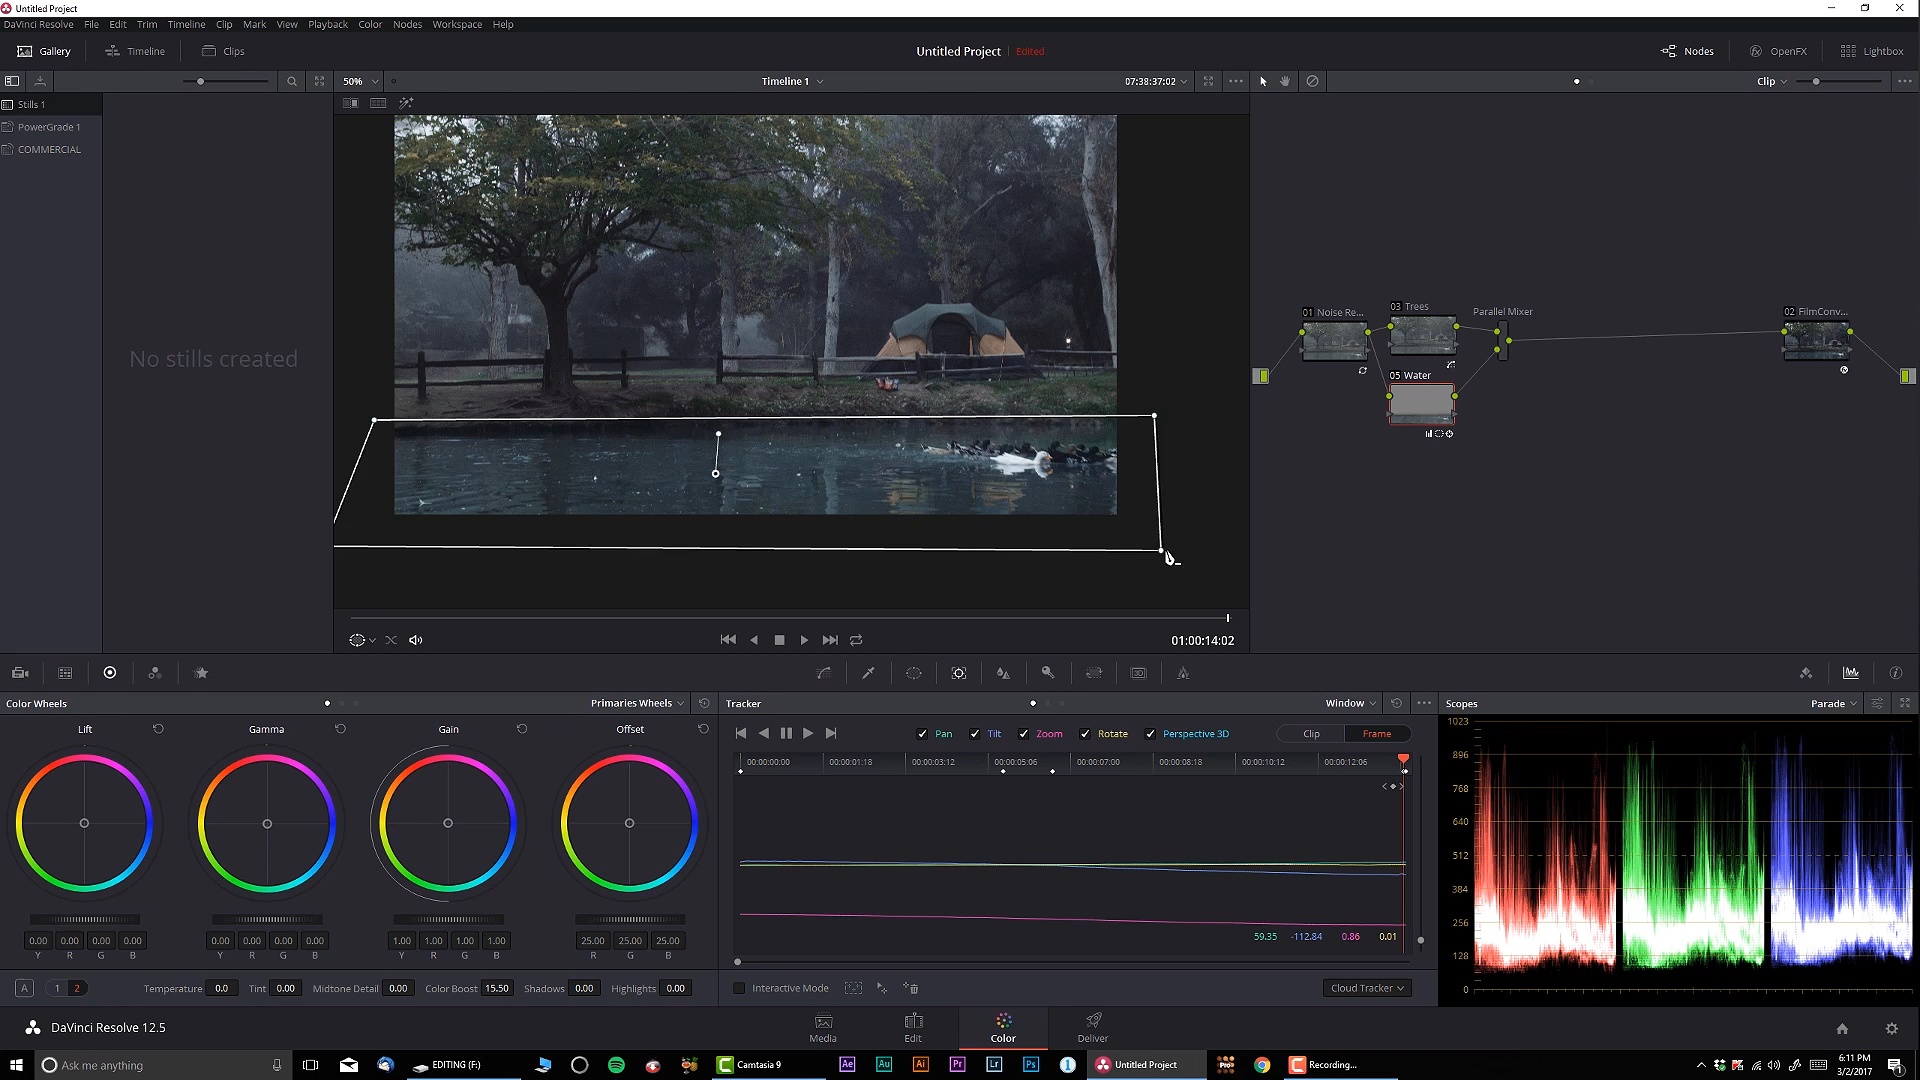 Untitled Project
DaVinci Resolve File Edit Trim Timeline Clip Mark View Playback Color Nodes Workspace Help
Gallery Timeline Clips Untitled Project Edited Nodes OpenFX Lightbox
50% Timeline 1 07:38:37:02 Clip
Stills 1
PowerGrade 1
COMMERCIAL
No stills created
01 Noise Re... 03 Trees Parallel Mixer 02 FilmConv...
05 Water
01:00:14:02
Color Wheels Primaries Wheels Tracker Window Scopes Parade
Lift Gamma Gain Offset
Pan Tilt Zoom Rotate Perspective 3D Clip Frame
00:00:00:00 00:00:01:18 00:00:03:12 00:00:05:06 00:00:07:00 00:00:08:18 00:00:10:12 00:00:12:06
1023
896
768
640
512
384
256
128
0
59.35 -112.84 0.86 0.01
0.00 0.00 0.00 0.00 0.00 0.00 0.00 0.00 1.00 1.00 1.00 1.00 25.00 25.00 25.00
Y R G B Y R G B Y R G B R G B
A 1 2 Temperature 0.0 Tint 0.00 Midtone Detail 0.00 Color Boost 15.50 Shadows 0.00 Highlights 0.00
Interactive Mode Cloud Tracker
DaVinci Resolve 12.5 Media Edit Color Deliver
Ask me anything EDITING (F:) Camtasia 9 Ae Au Ai Pr Lr Ps Untitled Project Recording... 6:11 PM
3/2/2017